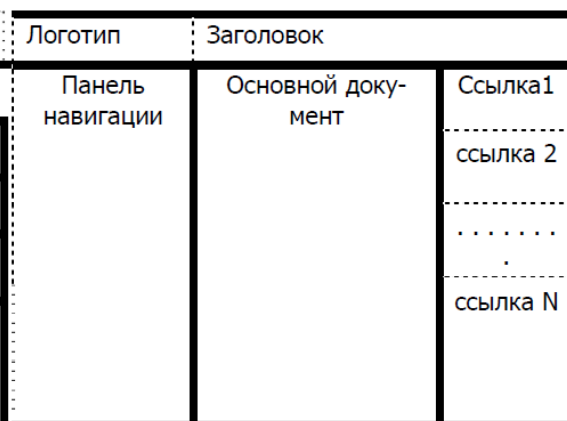 Логотип
Заголовок
Панель
навигации
Основной доку-
мент
Ссылка1
ссылка 2
. . . . . . .
.
ссылка N